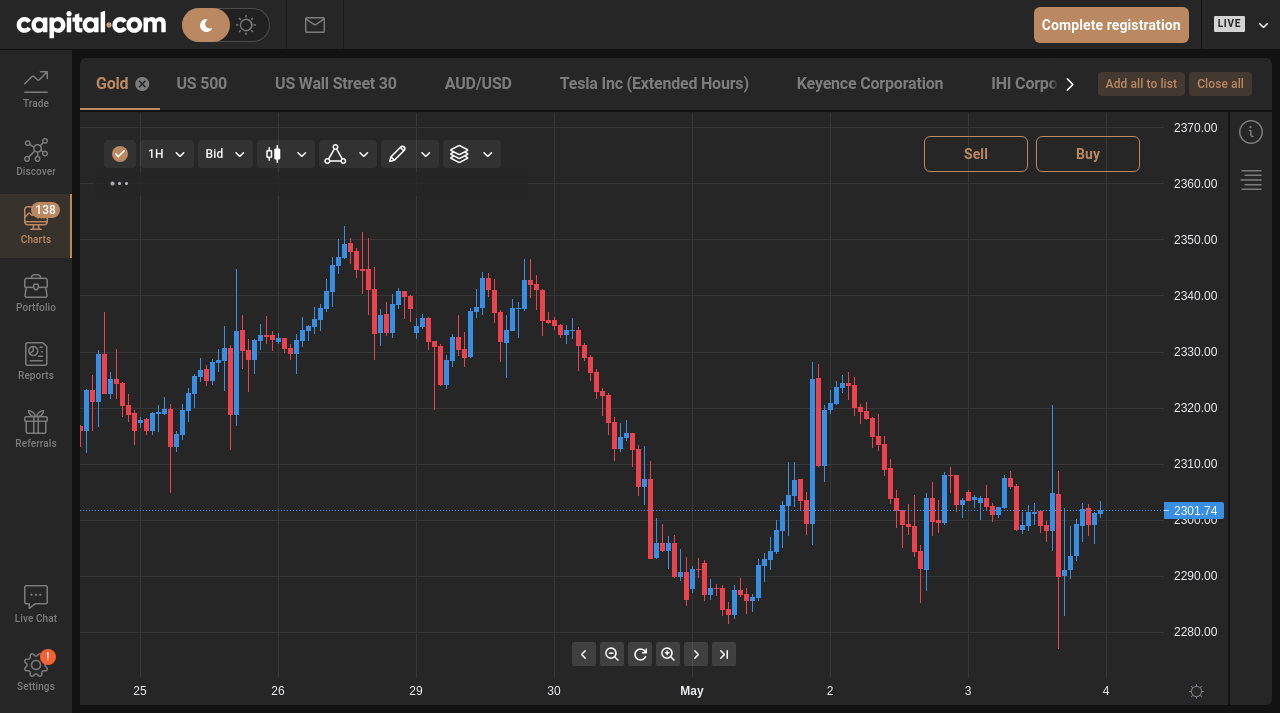 capital.com
Complete registration
LIVE
Trade
Discover
138
Charts
Portfolio
Reports
Referrals
Live Chat
!
Settings
Gold
US 500
US Wall Street 30
AUD/USD
Tesla Inc (Extended Hours)
Keyence Corporation
IHI Corpo
Add all to list
Close all
1H
Bid
Sell
Buy
2370.00
2360.00
2350.00
2340.00
2330.00
2320.00
2310.00
2301.74
2300.00
2290.00
2280.00
25
26
29
30
May
2
3
4